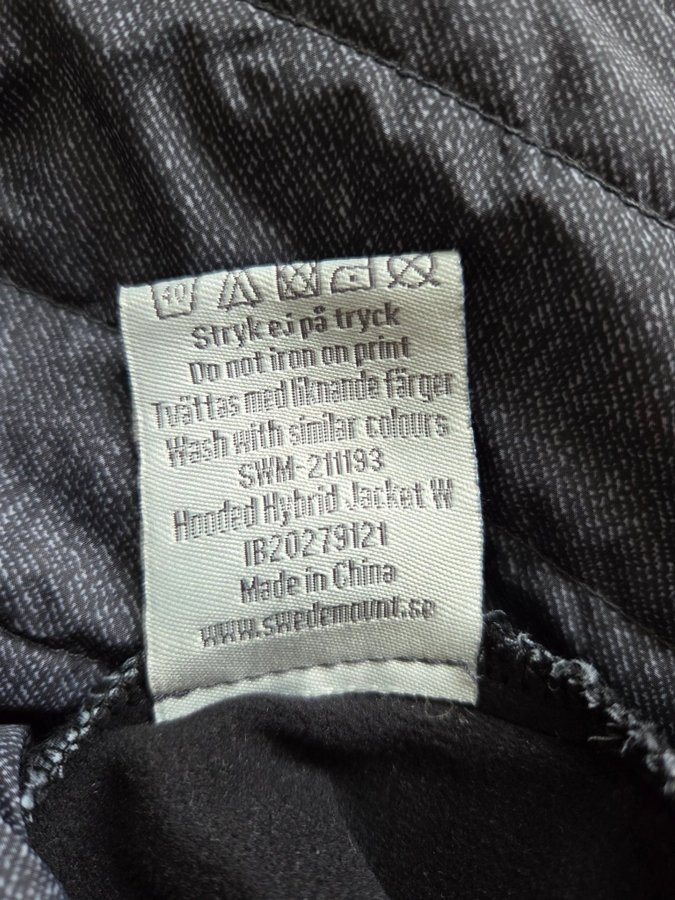 40
Stryk ej på tryck
Do not iron on print
Tvättas med liknande färger
Wash with similar colours
SWM-211193
Hooded Hybrid Jacket W
IB20279121
Made in China
www.swedemount.se